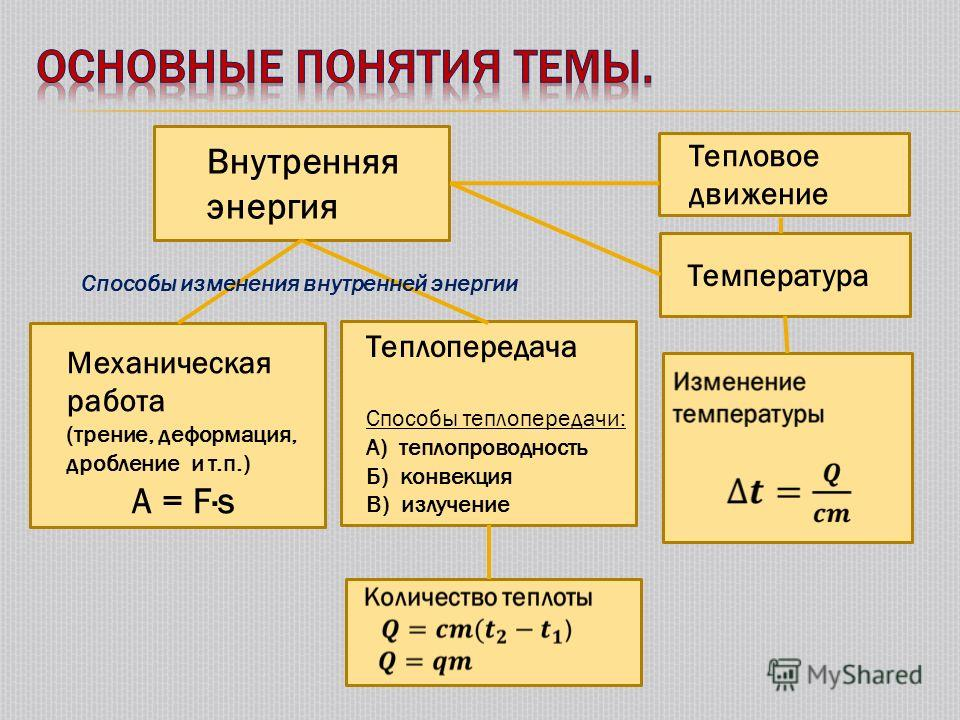 ОСНОВНЫЕ ПОНЯТИЯ ТЕМЫ.
Внутренняя
энергия
Тепловое
движение
Температура
Способы изменения внутренней энергии
Механическая
работа
(трение, деформация,
дробление и т.п.)
A = F·s
Теплопередача
Способы теплопередачи:
А) теплопроводность
Б) конвекция
В) излучение
Изменение
температуры
Δt = Q/cm
Количество теплоты
Q = cm(t₂ − t₁)
Q = qm
MyShared